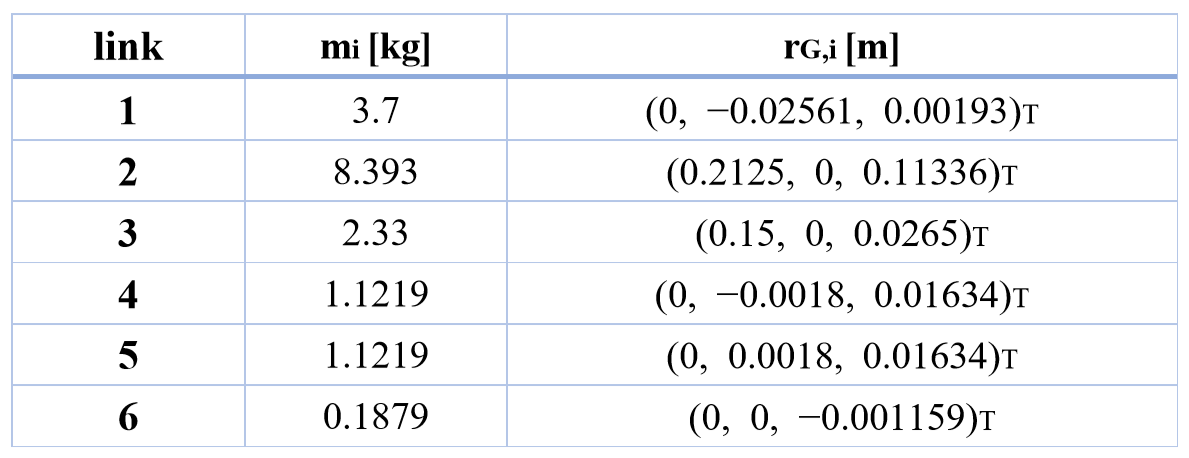 link mi [kg] rG,i [m]
1 3.7 (0, −0.02561, 0.00193)T
2 8.393 (0.2125, 0, 0.11336)T
3 2.33 (0.15, 0, 0.0265)T
4 1.1219 (0, −0.0018, 0.01634)T
5 1.1219 (0, 0.0018, 0.01634)T
6 0.1879 (0, 0, −0.001159)T